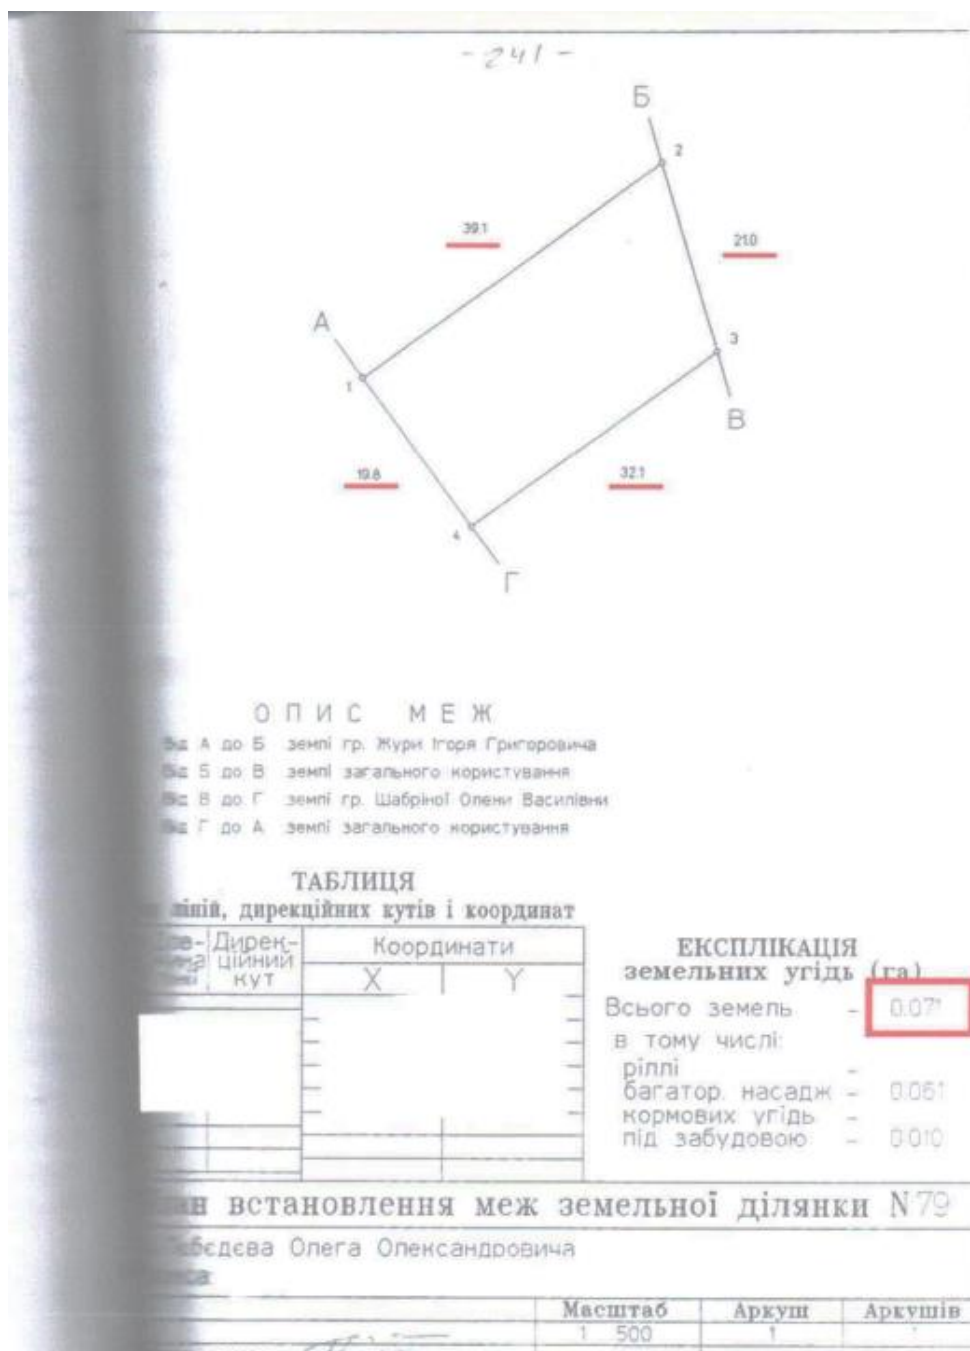 - 241 -
Б
2
39.1
21.0
А
3
1
В
19.8
32.1
4
Г
ОПИС МЕЖ
Від А до Б землі гр. Жури Ігоря Григоровича
Від Б до В землі загального користування
Від В до Г землі гр. Шабріної Олени Василівни
Від Г до А землі загального користування
ТАБЛИЦЯ
ліній, дирекційних кутів і координат
Дирек-
ційний
кут
Координати
X Y
ЕКСПЛІКАЦІЯ
земельних угідь (га)
Всього земель - 0.071
в тому числі:
ріллі -
багатор. насадж - 0.061
кормових угідь -
під забудовою - 0.010
встановлення меж земельної ділянки N 79
Олега Олександровича
Масштаб Аркуш Аркушів
1 500 1